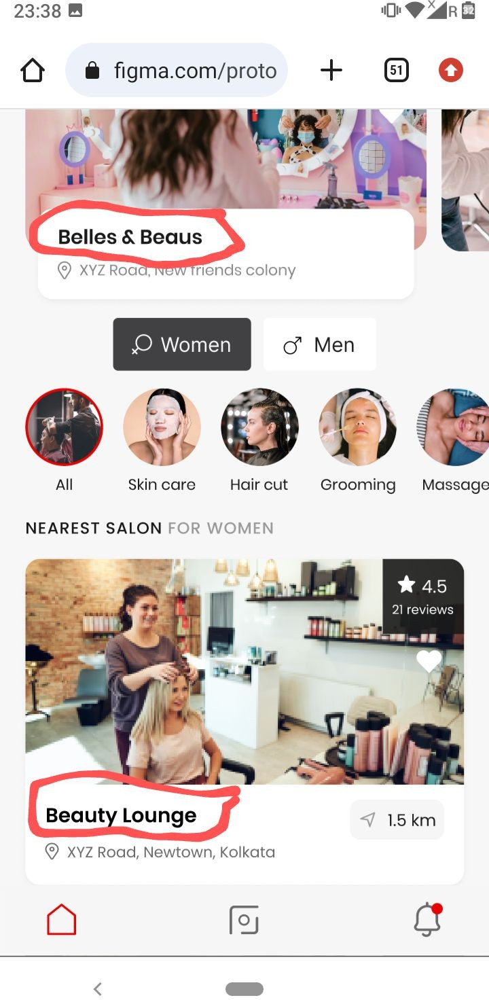 23:38
X
R
32
figma.com/proto
51
Belles & Beaus
XYZ Road, New friends colony
Women
Men
All
Skin care
Hair cut
Grooming
Massage
NEAREST SALON FOR WOMEN
4.5
21 reviews
Beauty Lounge
1.5 km
XYZ Road, Newtown, Kolkata